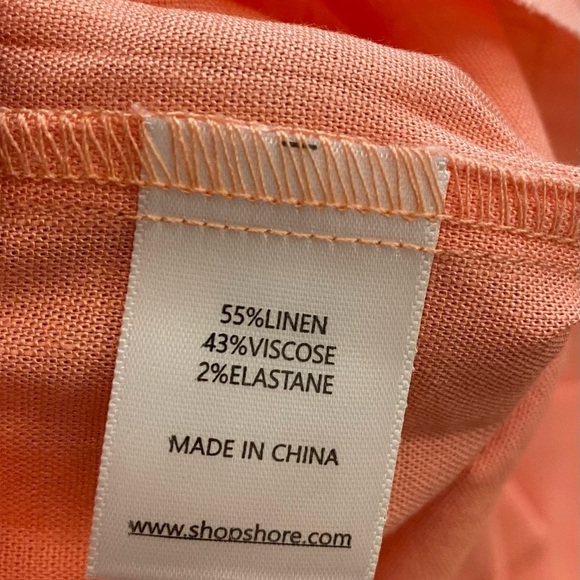 55%LINEN
43%VISCOSE
2%ELASTANE
MADE IN CHINA
www.shopshore.com